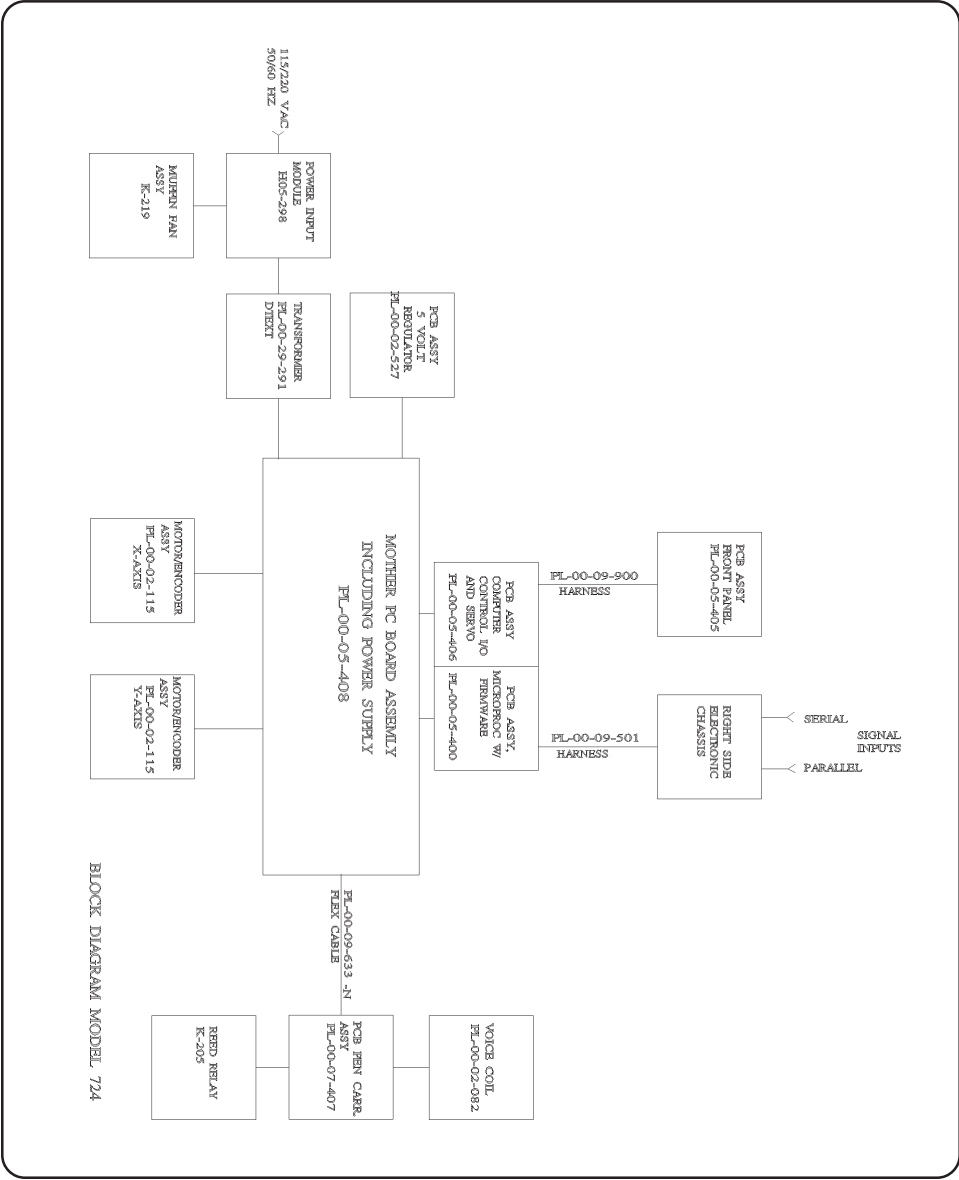 115/220 VAC
50/60 HZ
POWER INPUT
MODULE
H05-298
MUFFIN FAN
ASSY
K-219
TRANSFORMER
PL-00-29-291
DTEXT
PCB ASSY
5 VOLT
REGULATOR
PL-00-02-527
MOTHER PC BOARD ASSEMLY
INCLUDING POWER SUPPLY
PL-00-05-408
MOTOR/ENCODER
ASSY
PL-00-02-115
X-AXIS
MOTOR/ENCODER
ASSY
PL-00-02-115
Y-AXIS
PCB ASSY
COMPUTER
CONTROL I/O
AND SERVO
PL-00-05-406
PCB ASSY,
MICROPROC W/
FIRMWARE
PL-00-05-400
PL-00-09-900
HARNESS
PCB ASSY
FRONT PANEL
PL-00-05-405
PL-00-09-501
HARNESS
RIGHT SIDE
ELECTRONIC
CHASSIS
SERIAL
SIGNAL
INPUTS
PARALLEL
PL-00-09-633 -N
FLEX CABLE
VOICE COIL
PL-00-02-082
PCB PEN CARR.
ASSY
PL-00-07-407
REED RELAY
K-205
BLOCK DIAGRAM MODEL 724